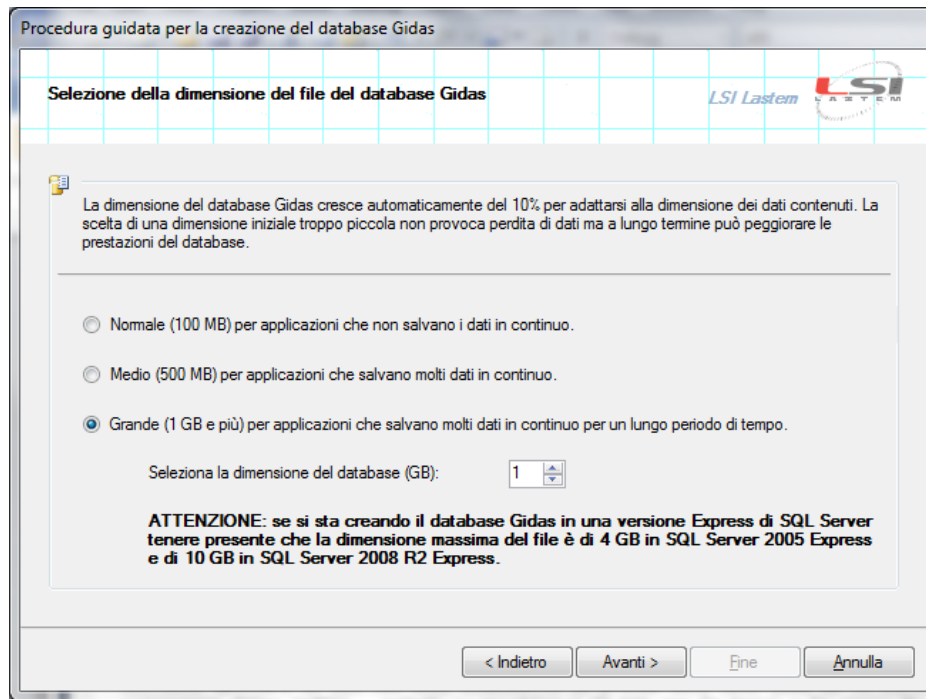 Procedura guidata per la creazione del database Gidas
Selezione della dimensione del file del database Gidas
LSI Lastem
LSI
LASTEM
La dimensione del database Gidas cresce automaticamente del 10% per adattarsi alla dimensione dei dati contenuti. La
scelta di una dimensione iniziale troppo piccola non provoca perdita di dati ma a lungo termine può peggiorare le
prestazioni del database.
Normale (100 MB) per applicazioni che non salvano i dati in continuo.
Medio (500 MB) per applicazioni che salvano molti dati in continuo.
Grande (1 GB e più) per applicazioni che salvano molti dati in continuo per un lungo periodo di tempo.
Seleziona la dimensione del database (GB):
1
ATTENZIONE: se si sta creando il database Gidas in una versione Express di SQL Server
tenere presente che la dimensione massima del file è di 4 GB in SQL Server 2005 Express
e di 10 GB in SQL Server 2008 R2 Express.
< Indietro
Avanti >
Fine
Annulla